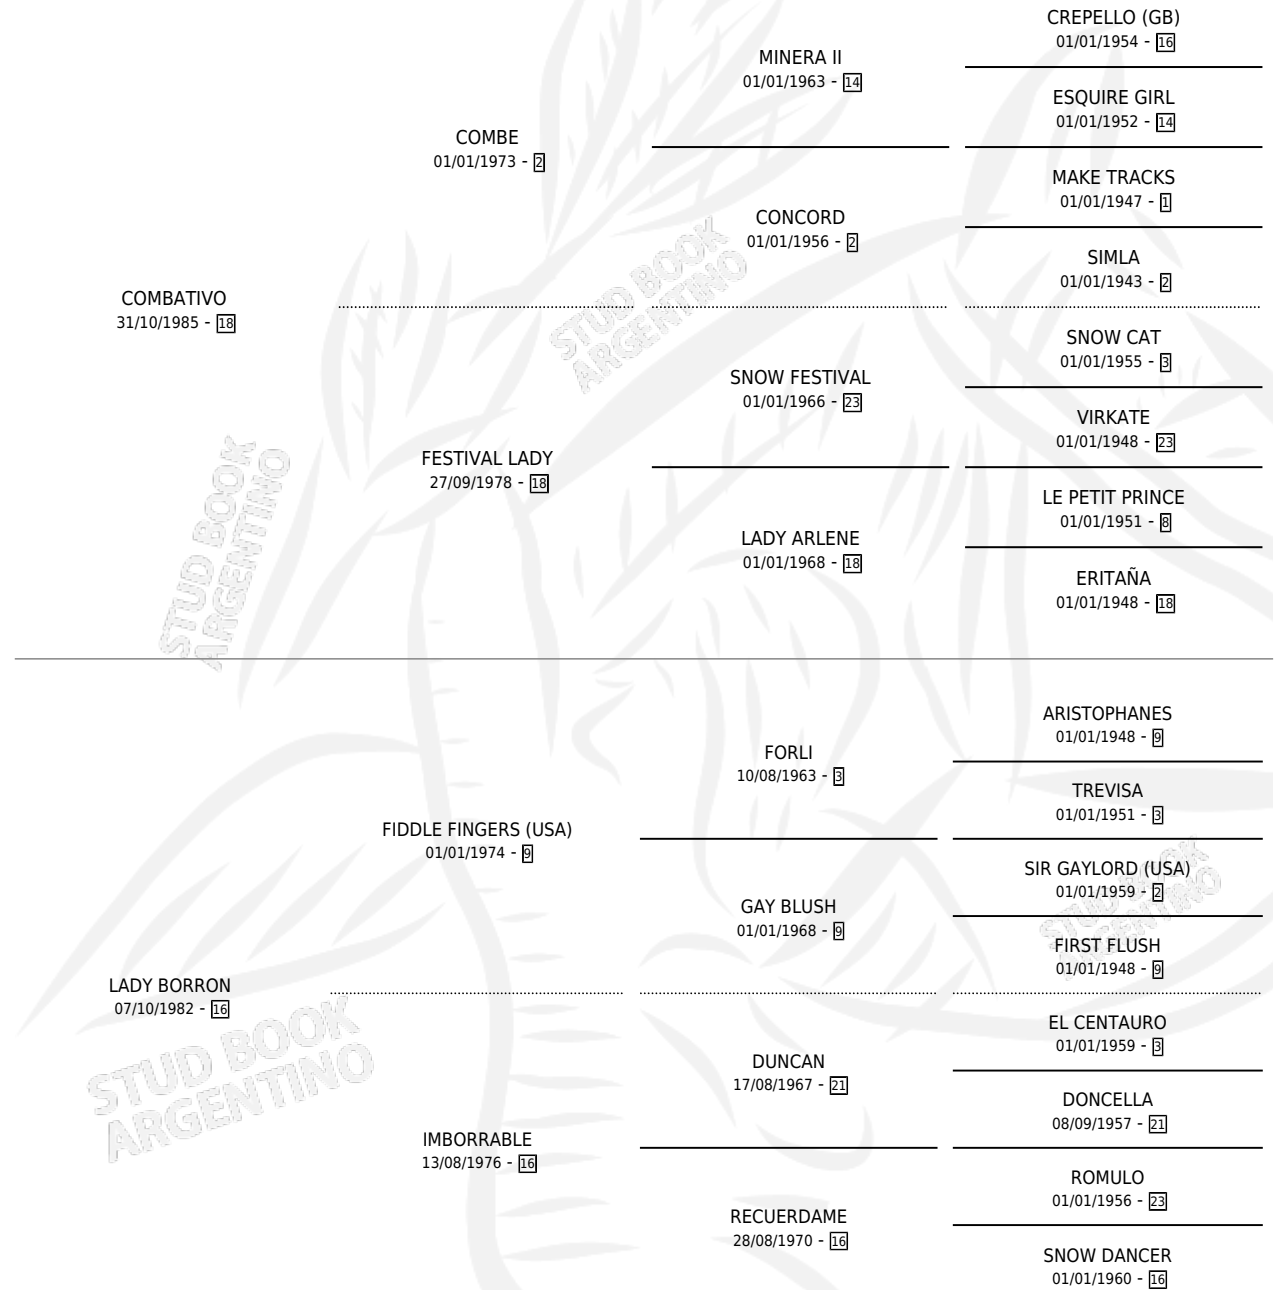 CREPELLO (GB)
01/01/1954 - 16
MINERA II
01/01/1963 - 14
ESQUIRE GIRL
01/01/1952 - 14
COMBE
01/01/1973 - 2
MAKE TRACKS
01/01/1947 - 1
CONCORD
01/01/1956 - 2
SIMLA
01/01/1943 - 2
COMBATIVO
31/10/1985 - 18
SNOW CAT
01/01/1955 - 3
SNOW FESTIVAL
01/01/1966 - 23
VIRKATE
01/01/1948 - 23
FESTIVAL LADY
27/09/1978 - 18
LE PETIT PRINCE
01/01/1951 - 8
LADY ARLENE
01/01/1968 - 18
ERITAÑA
01/01/1948 - 18
ARISTOPHANES
01/01/1948 - 9
FORLI
10/08/1963 - 3
TREVISA
01/01/1951 - 3
FIDDLE FINGERS (USA)
01/01/1974 - 9
SIR GAYLORD (USA)
01/01/1959 - 2
GAY BLUSH
01/01/1968 - 9
FIRST FLUSH
01/01/1948 - 9
LADY BORRON
07/10/1982 - 16
EL CENTAURO
01/01/1959 - 3
DUNCAN
17/08/1967 - 21
DONCELLA
08/09/1957 - 21
IMBORRABLE
13/08/1976 - 16
ROMULO
01/01/1956 - 23
RECUERDAME
28/08/1970 - 16
SNOW DANCER
01/01/1960 - 16
STUD BOOK
ARGENTINO
STUD BOOK
ARGENTINO
STUD BOOK
ARGENTINO
STUD BOOK
ARGENTINO